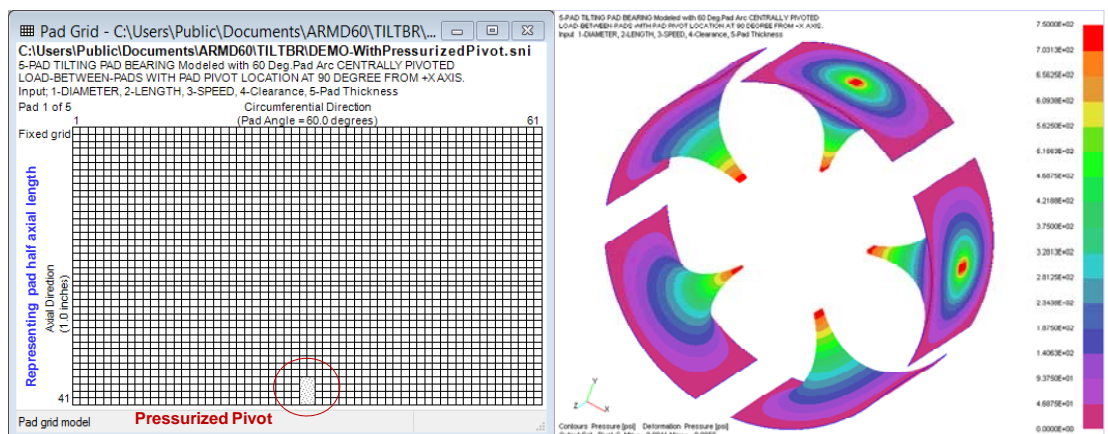 Pad Grid - C:\Users\Public\Documents\ARMD60\TILTBR\...
C:\Users\Public\Documents\ARMD60\TILTBR\DEMO-WithPressurizedPivot.sni
5-PAD TILTING PAD BEARING Modeled with 60 Deg.Pad Arc CENTRALLY PIVOTED
LOAD-BETWEEN-PADS WITH PAD PIVOT LOCATION AT 90 DEGREE FROM +X AXIS.
Input; 1-DIAMETER, 2-LENGTH, 3-SPEED, 4-Clearance, 5-Pad Thickness
Pad 1 of 5
Circumferential Direction
1
(Pad Angle = 60.0 degrees)
61
Fixed grid
Representing pad half axial length
Axial Direction
(1.0 inches)
41
Pressurized Pivot
Pad grid model
5-PAD TILTING PAD BEARING Modeled with 60 Deg.Pad Arc CENTRALLY PIVOTED
LOAD-BETWEEN-PADS WITH PAD PIVOT LOCATION AT 90 DEGREE FROM +X AXIS.
Input; 1-DIAMETER, 2-LENGTH, 3-SPEED, 4-Clearance, 5-Pad Thickness
7.5000E+02
7.0313E+02
6.5625E+02
6.0938E+02
5.6250E+02
5.1563E+02
4.6875E+02
4.2188E+02
3.7500E+02
3.2813E+02
2.8125E+02
2.3438E+02
1.8750E+02
1.4063E+02
9.3750E+01
4.6875E+01
0.0000E+00
Y
Z
X
Contours Pressure [psi] Deformation Pressure [psi]